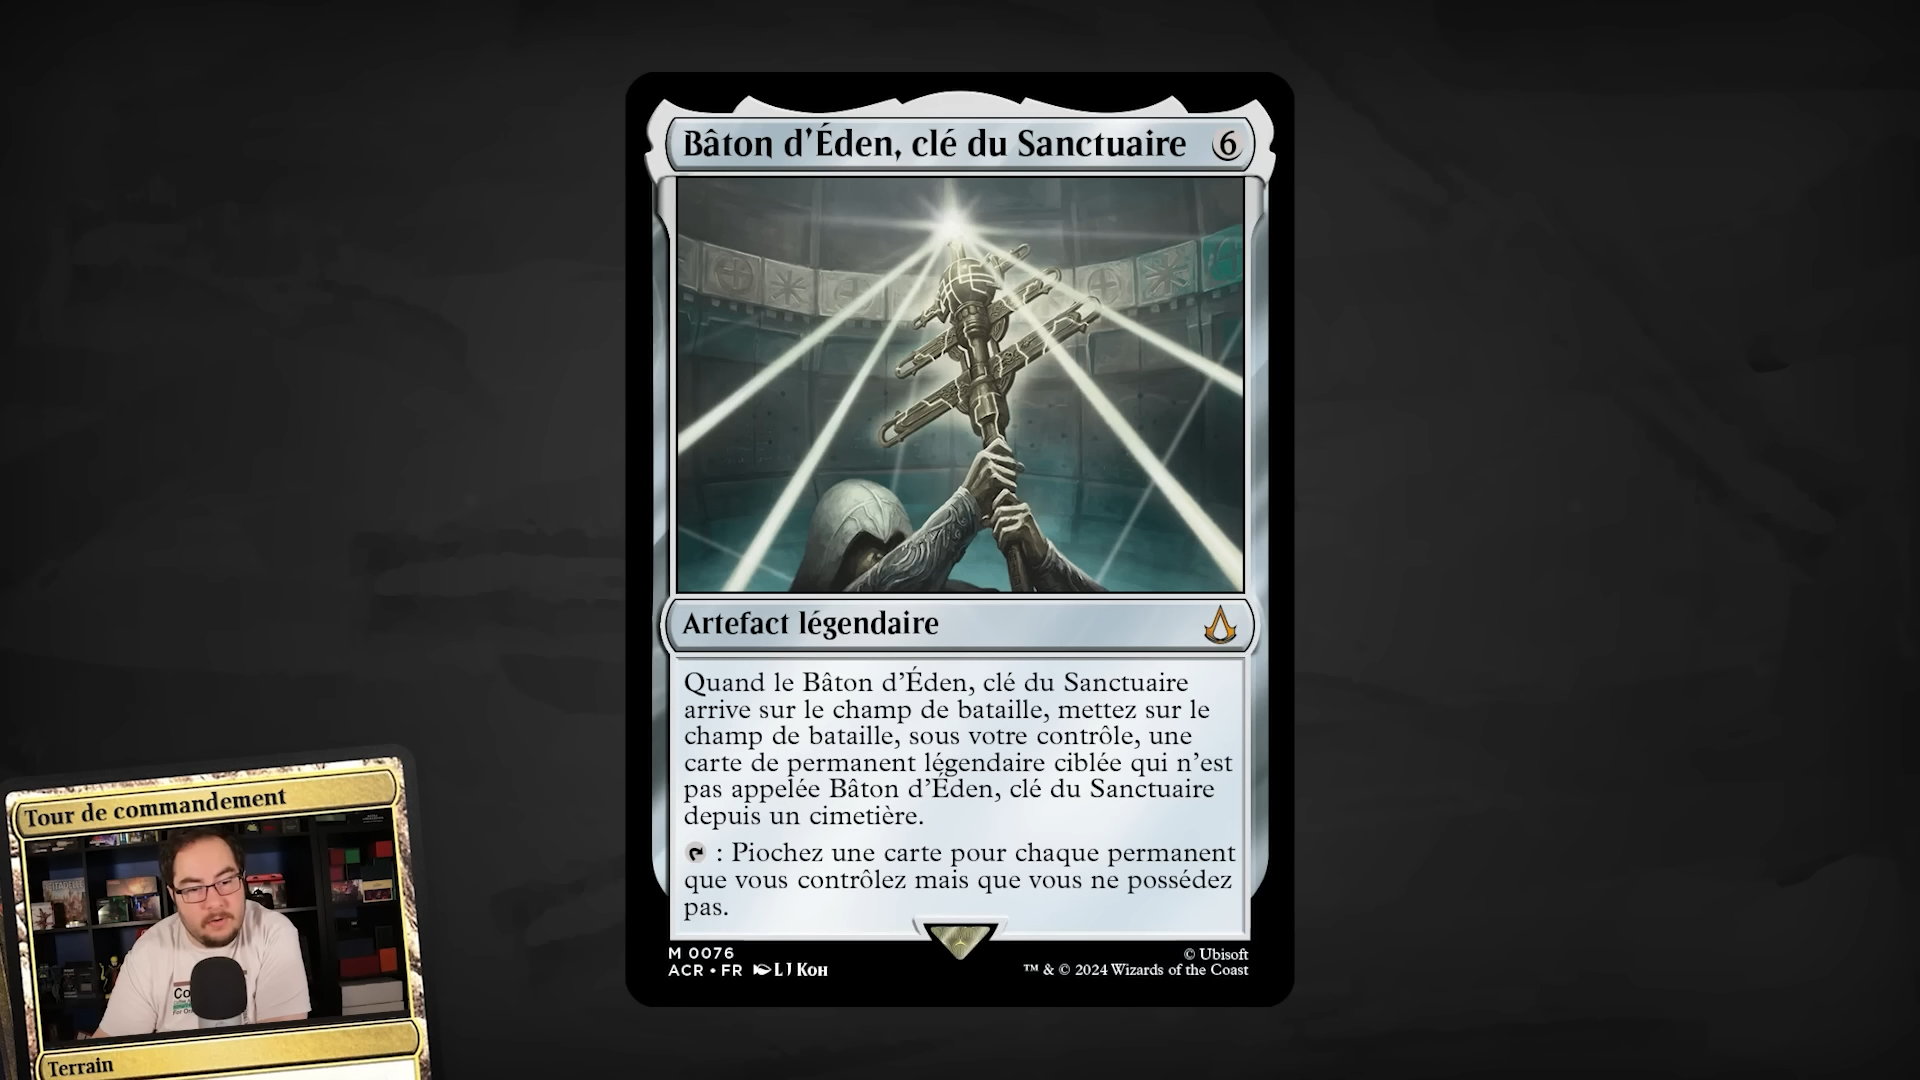 Bâton d'Éden, clé du Sanctuaire 6
Artefact légendaire
Quand le Bâton d'Éden, clé du Sanctuaire
arrive sur le champ de bataille, mettez sur le
champ de bataille, sous votre contrôle, une
carte de permanent légendaire ciblée qui n'est
pas appelée Bâton d'Éden, clé du Sanctuaire
depuis un cimetière.
: Piochez une carte pour chaque permanent
que vous contrôlez mais que vous ne possédez
pas.
M 0076
ACR • FR LJ Koh
© Ubisoft
™ & © 2024 Wizards of the Coast
Tour de commandement
CITADELLES
Co
For On
Terrain